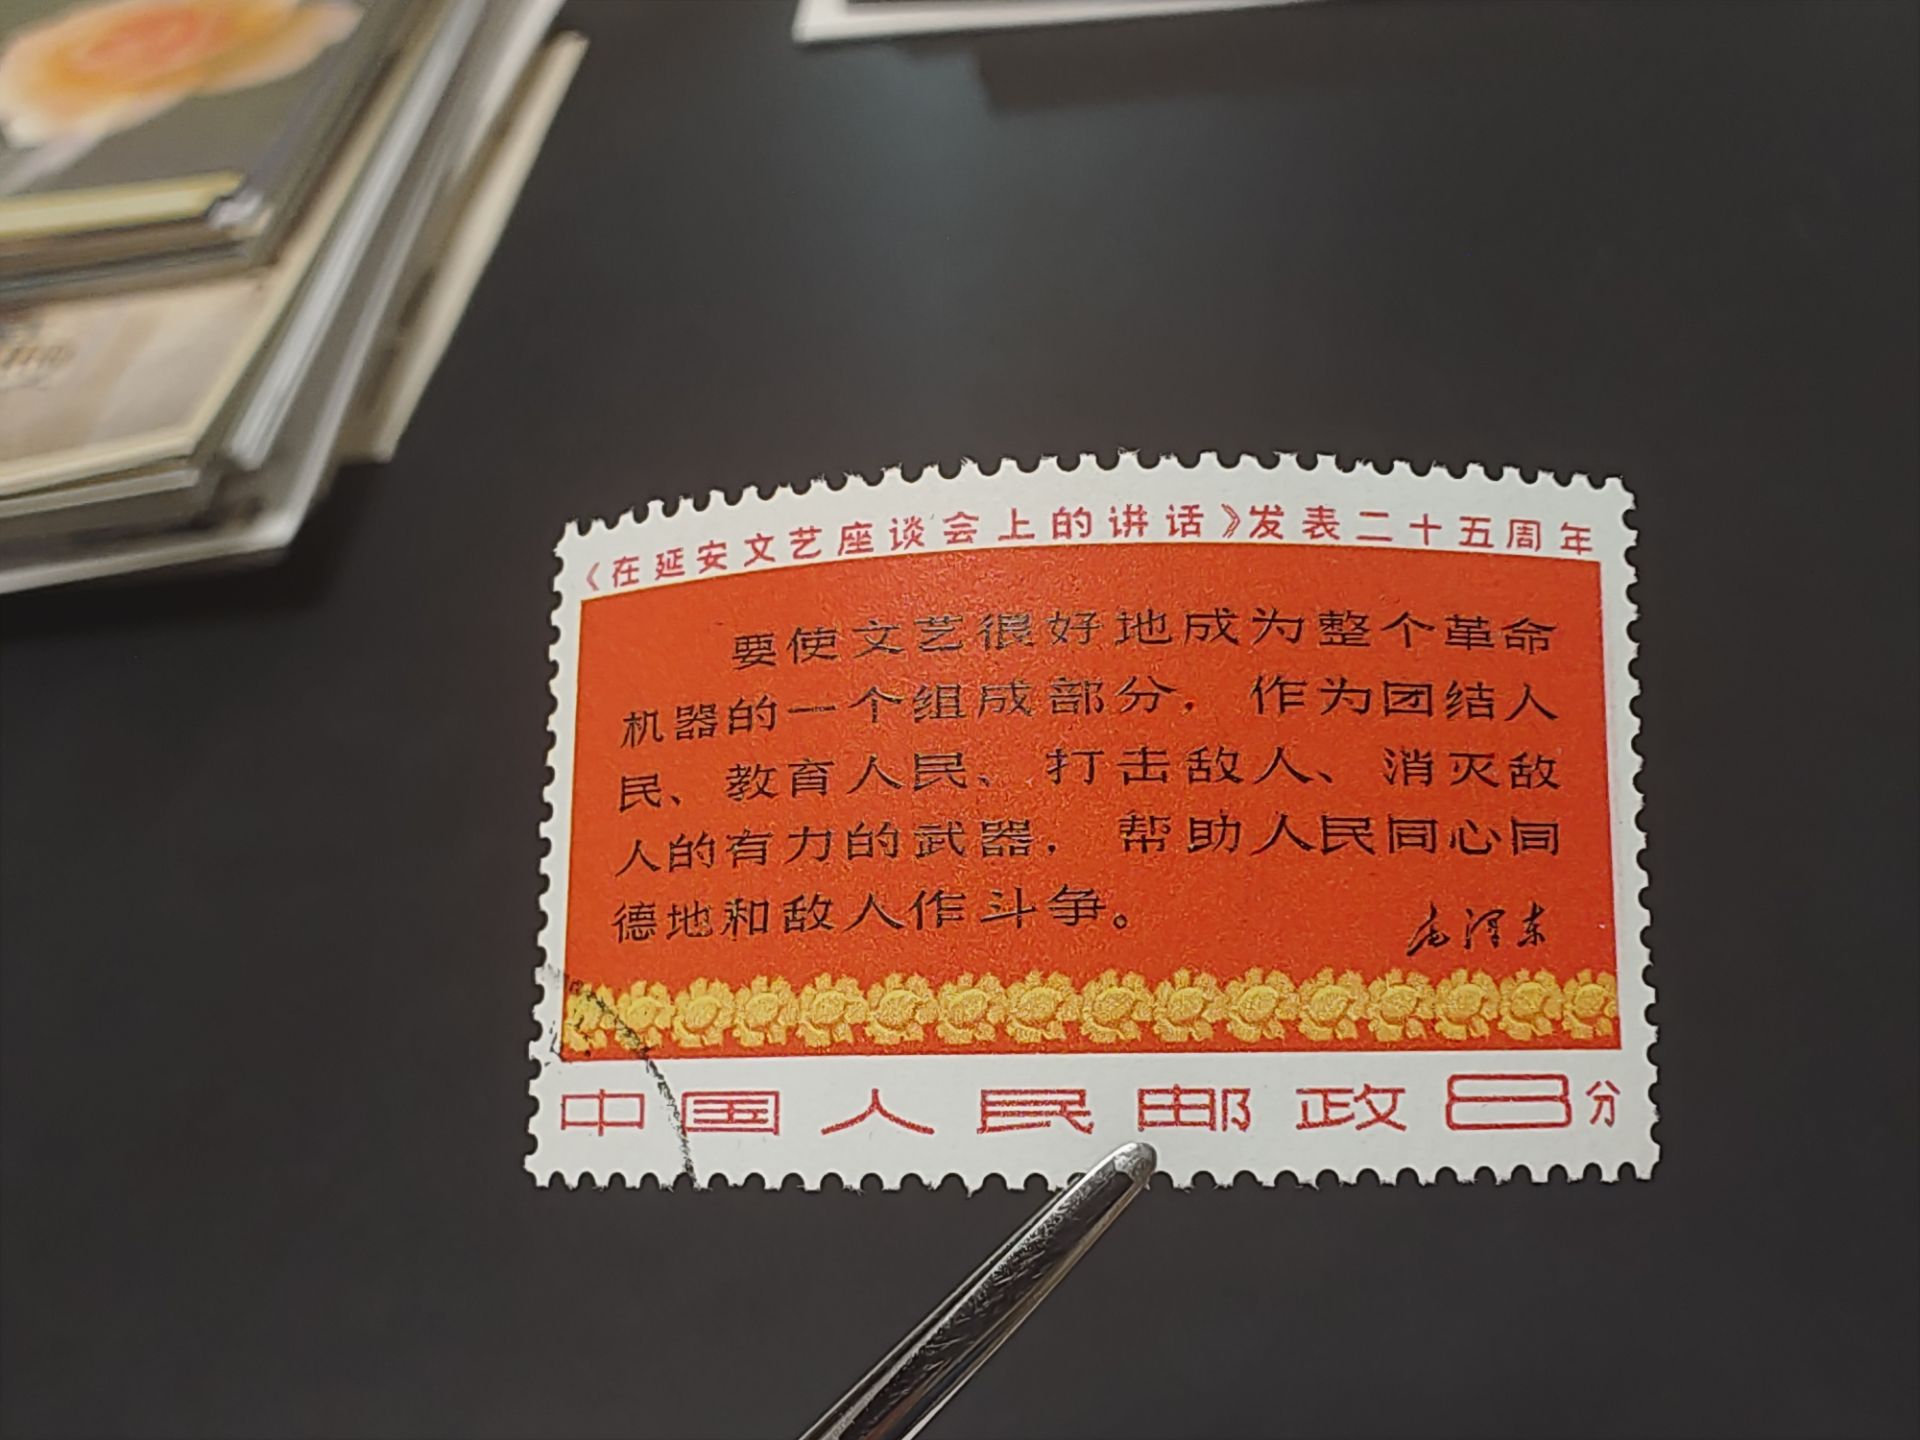 《在延安文艺座谈会上的讲话》发表二十五周年
要使文艺很好地成为整个革命
机器的一个组成部分，作为团结人
民、教育人民、打击敌人、消灭敌
人的有力的武器，帮助人民同心同
德地和敌人作斗争。
毛泽东
中国人民邮政8分